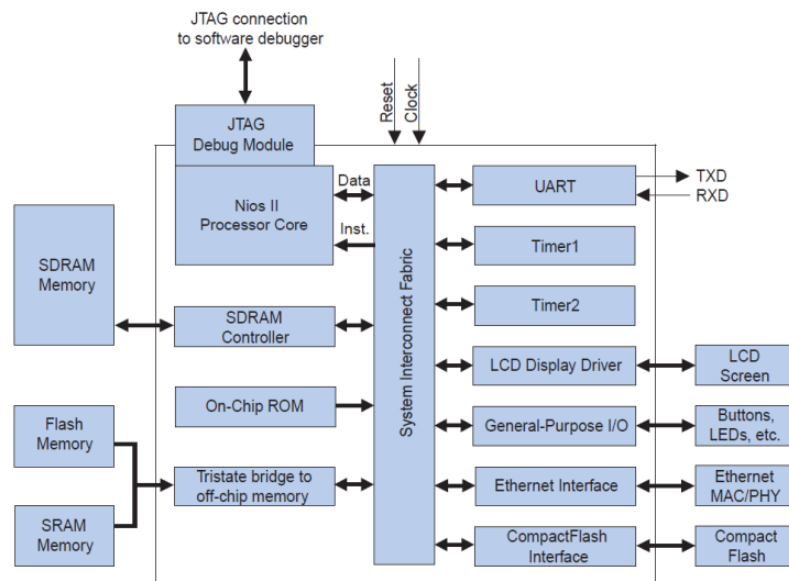 JTAG connection
to software debugger
Reset
Clock
JTAG
Debug Module
Nios II
Processor Core
Data
Inst.
System Interconnect Fabric
UART
TXD
RXD
Timer1
Timer2
SDRAM
Memory
SDRAM
Controller
LCD Display Driver
LCD
Screen
On-Chip ROM
General-Purpose I/O
Buttons,
LEDs, etc.
Flash
Memory
Tristate bridge to
off-chip memory
Ethernet Interface
Ethernet
MAC/PHY
SRAM
Memory
CompactFlash
Interface
Compact
Flash